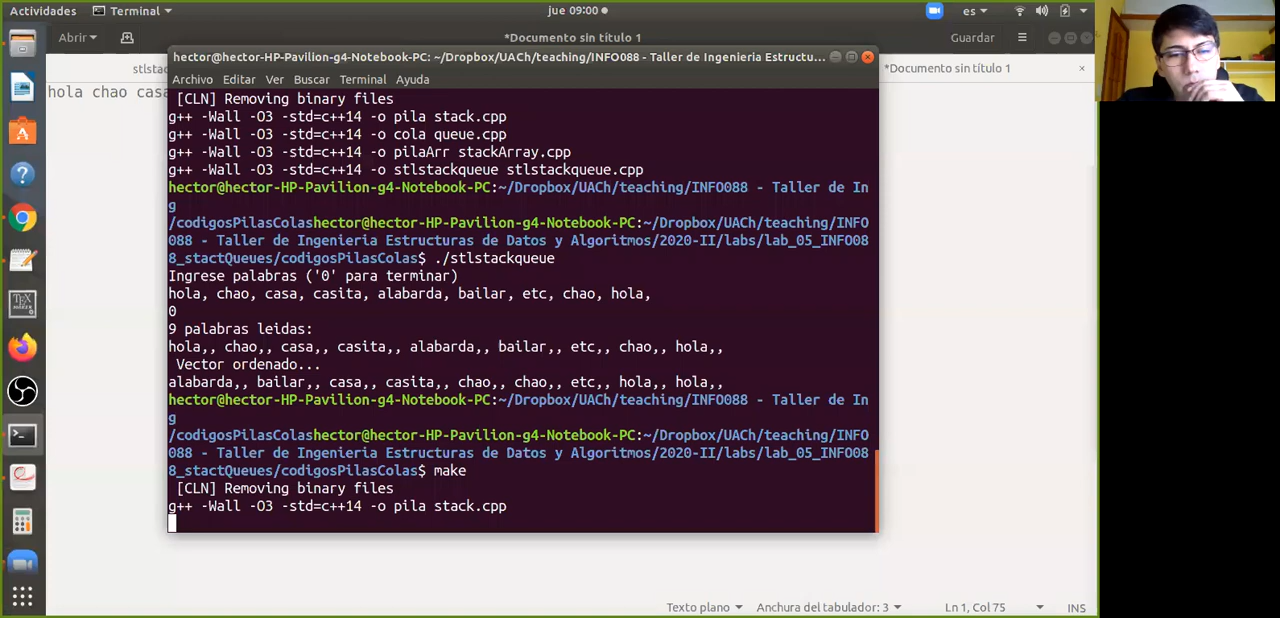 Actividades
Terminal
jue 09:00
es
Abrir
*Documento sin título 1
Guardar
hector@hector-HP-Pavilion-g4-Notebook-PC: ~/Dropbox/UACh/teaching/INFO088 - Taller de Ingenieria Estructu...
stlstac
*Documento sin título 1
Archivo Editar Ver Buscar Terminal Ayuda
hola chao casa
[CLN] Removing binary files
g++ -Wall -O3 -std=c++14 -o pila stack.cpp
g++ -Wall -O3 -std=c++14 -o cola queue.cpp
g++ -Wall -O3 -std=c++14 -o pilaArr stackArray.cpp
g++ -Wall -O3 -std=c++14 -o stlstackqueue stlstackqueue.cpp
hector@hector-HP-Pavilion-g4-Notebook-PC:~/Dropbox/UACh/teaching/INFO088 - Taller de In
g
/codigosPilasColashector@hector-HP-Pavilion-g4-Notebook-PC:~/Dropbox/UACh/teaching/INFO
088 - Taller de Ingenieria Estructuras de Datos y Algoritmos/2020-II/labs/lab_05_INFO08
8_stactQueues/codigosPilasColas$ ./stlstackqueue
Ingrese palabras ('0' para terminar)
hola, chao, casa, casita, alabarda, bailar, etc, chao, hola,
0
9 palabras leidas:
hola,, chao,, casa,, casita,, alabarda,, bailar,, etc,, chao,, hola,,
Vector ordenado...
alabarda,, bailar,, casa,, casita,, chao,, chao,, etc,, hola,, hola,,
hector@hector-HP-Pavilion-g4-Notebook-PC:~/Dropbox/UACh/teaching/INFO088 - Taller de In
g
/codigosPilasColashector@hector-HP-Pavilion-g4-Notebook-PC:~/Dropbox/UACh/teaching/INFO
088 - Taller de Ingenieria Estructuras de Datos y Algoritmos/2020-II/labs/lab_05_INFO08
8_stactQueues/codigosPilasColas$ make
[CLN] Removing binary files
g++ -Wall -O3 -std=c++14 -o pila stack.cpp
Texto plano
Anchura del tabulador: 3
Ln 1, Col 75
INS